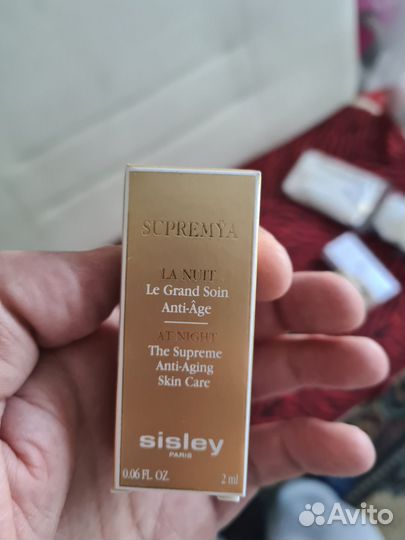 SUPREMŸA
LA NUIT
Le Grand Soin
Anti-Âge
AT NIGHT
The Supreme
Anti-Aging
Skin Care
sisley
PARIS
0.06 FL. OZ. 2 ml
Avito